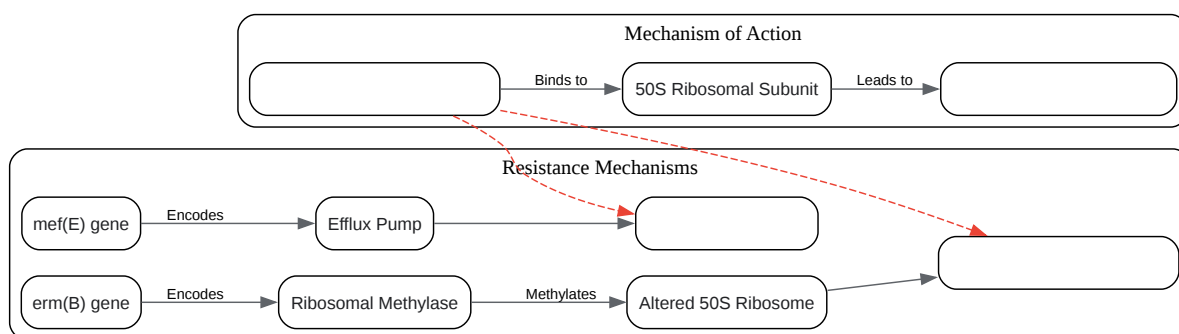 Mechanism of Action
Binds to
50S Ribosomal Subunit
Leads to
Resistance Mechanisms
mef(E) gene
Encodes
Efflux Pump
erm(B) gene
Encodes
Ribosomal Methylase
Methylates
Altered 50S Ribosome